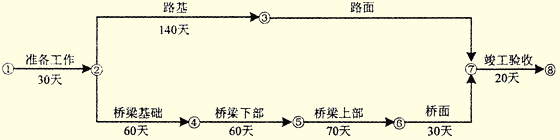 路基
路面
③
140天
准备工作
竣工验收
①
②
⑦
⑧
30天
20天
桥梁基础
桥梁下部
桥梁上部
桥面
④
⑤
⑥
60天
60天
70天
30天